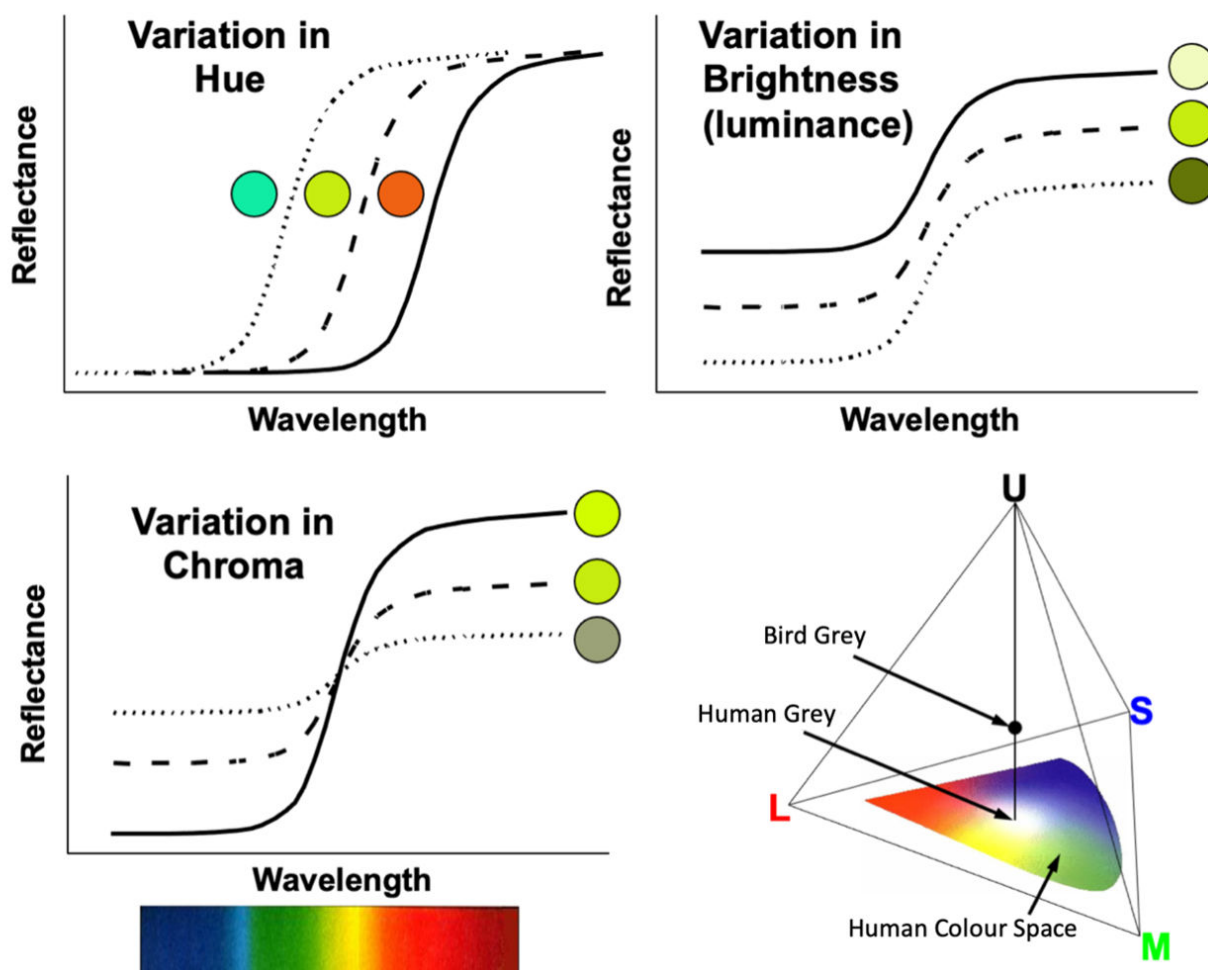 Variation in
Hue
Reflectance
Wavelength
Variation in
Brightness
(luminance)
Reflectance
Wavelength
Variation in
Chroma
Reflectance
Wavelength
U
Bird Grey
Human Grey
S
L
Human Colour Space
M